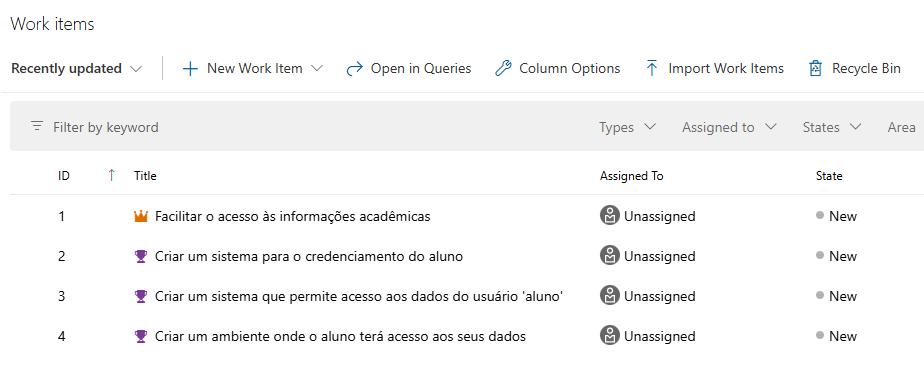 Work items
Recently updated New Work Item Open in Queries Column Options Import Work Items Recycle Bin
Filter by keyword Types Assigned to States Area
ID ↑ Title Assigned To State
1 Facilitar o acesso às informações acadêmicas Unassigned New
2 Criar um sistema para o credenciamento do aluno Unassigned New
3 Criar um sistema que permite acesso aos dados do usuário 'aluno' Unassigned New
4 Criar um ambiente onde o aluno terá acesso aos seus dados Unassigned New